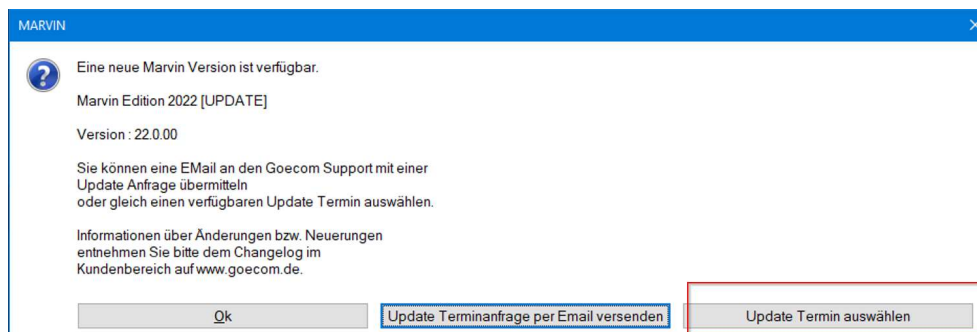 MARVIN
Eine neue Marvin Version ist verfügbar.
Marvin Edition 2022 [UPDATE]
Version : 22.0.00
Sie können eine EMail an den Goecom Support mit einer
Update Anfrage übermitteln
oder gleich einen verfügbaren Update Termin auswählen.
Informationen über Änderungen bzw. Neuerungen
entnehmen Sie bitte dem Changelog im
Kundenbereich auf www.goecom.de.
Ok
Update Terminanfrage per Email versenden
Update Termin auswählen